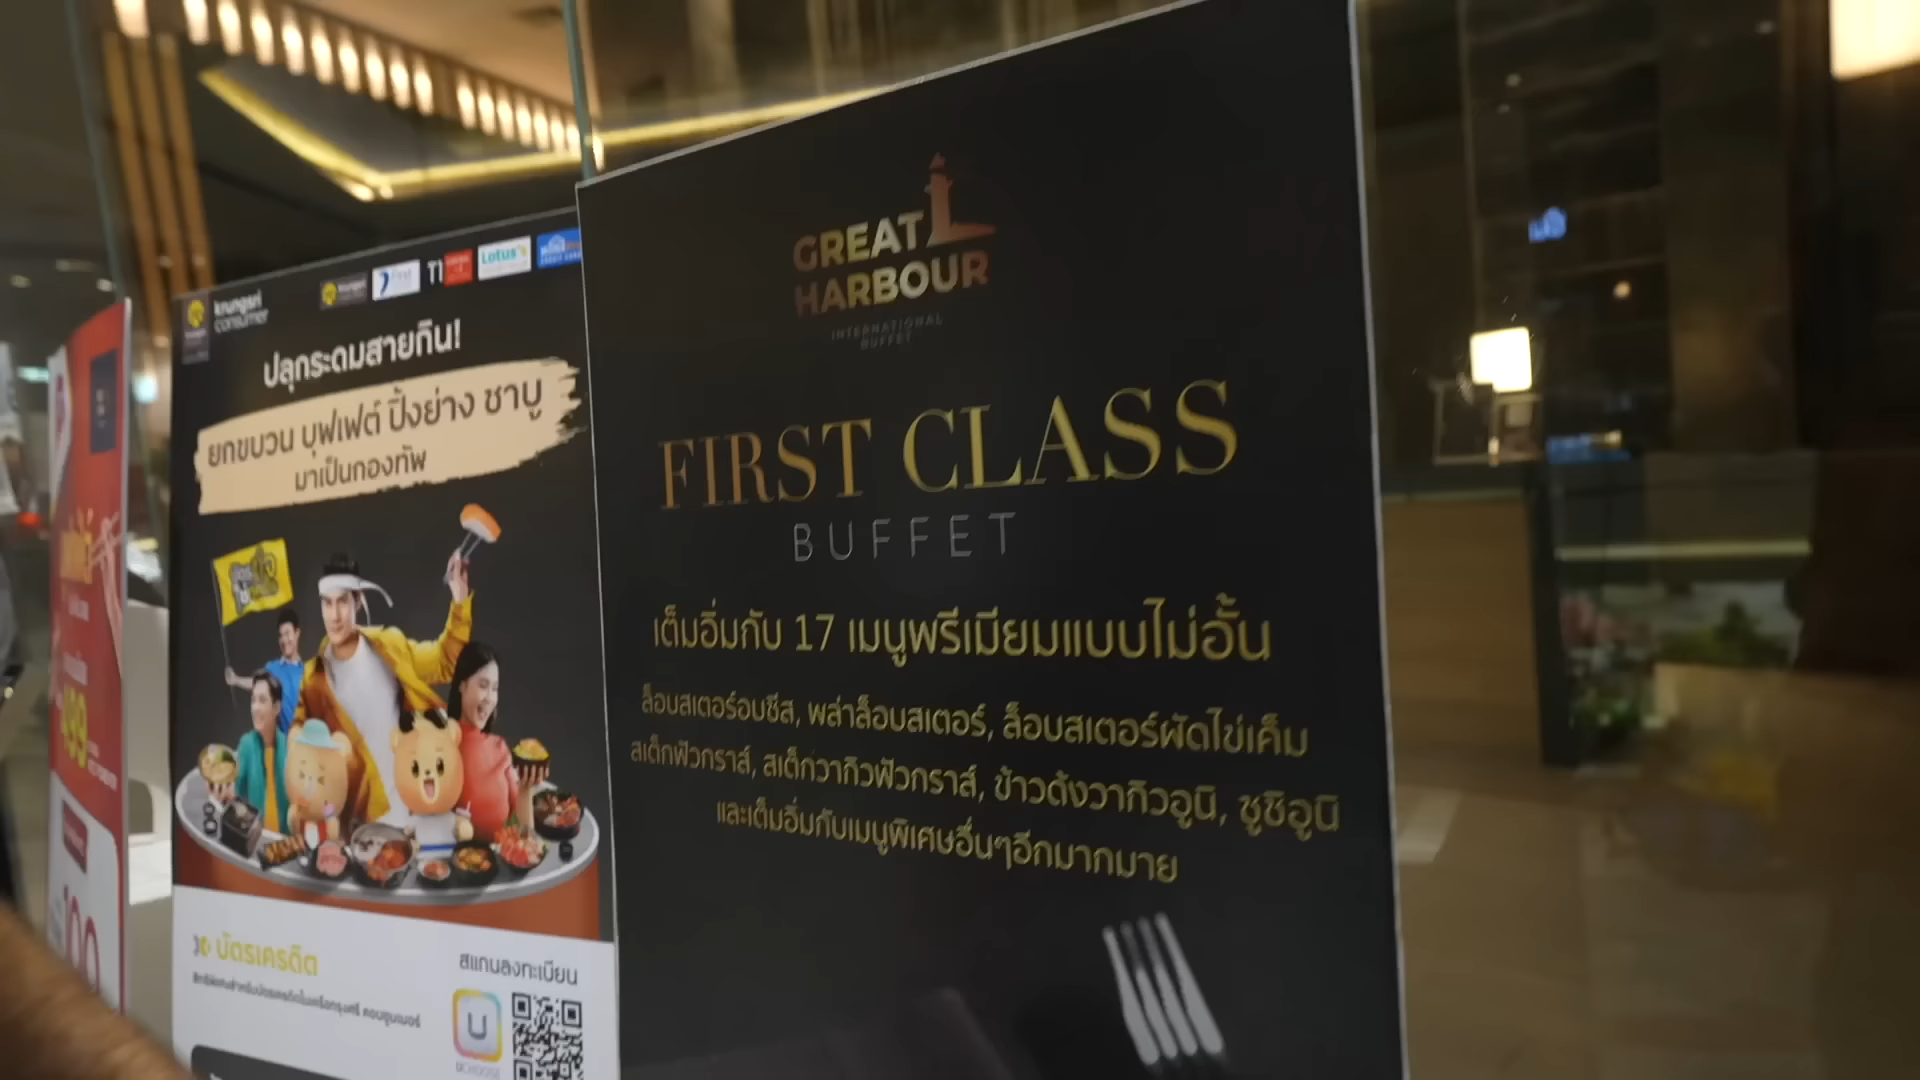 krungsri
consumer
T1
Lotus's
ปลุกระดมสายกิน!
ยกขบวน บุฟเฟต์ ปิ้งย่าง ชาบู
มาเป็นกองทัพ
บัตรเครดิต
สแกนลงทะเบียน
U
UCHOOSE
499
100
GREAT
HARBOUR
INTERNATIONAL
BUFFET
FIRST CLASS
BUFFET
เต็มอิ่มกับ 17 เมนูพรีเมียมแบบไม่อั้น
ล็อบสเตอร์อบชีส, พล่าล็อบสเตอร์, ล็อบสเตอร์ผัดไข่เค็ม
สเต็กฟัวกราส์, สเต็กวากิวฟัวกราส์, ข้าวดังวากิวอูนิ, ซูชิอูนิ
และเต็มอิ่มกับเมนูพิเศษอื่นๆอีกมากมาย